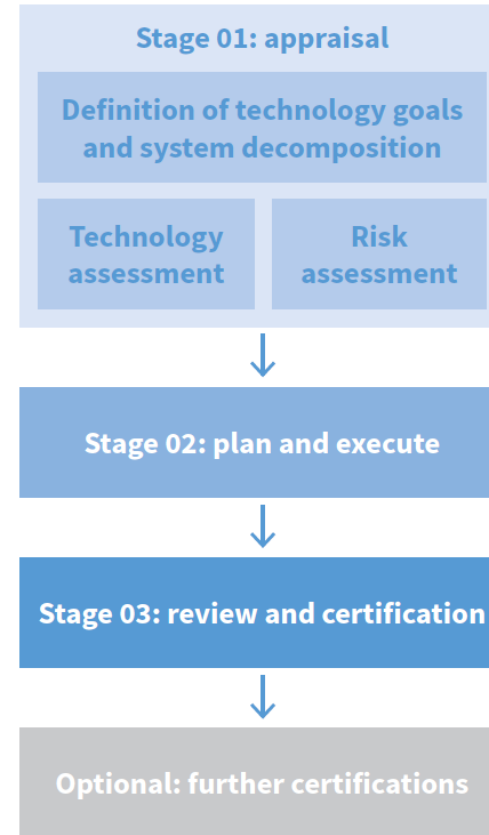 Stage 01: appraisal
Definition of technology goals
and system decomposition
Technology
assessment
Risk
assessment
Stage 02: plan and execute
Stage 03: review and certification
Optional: further certifications